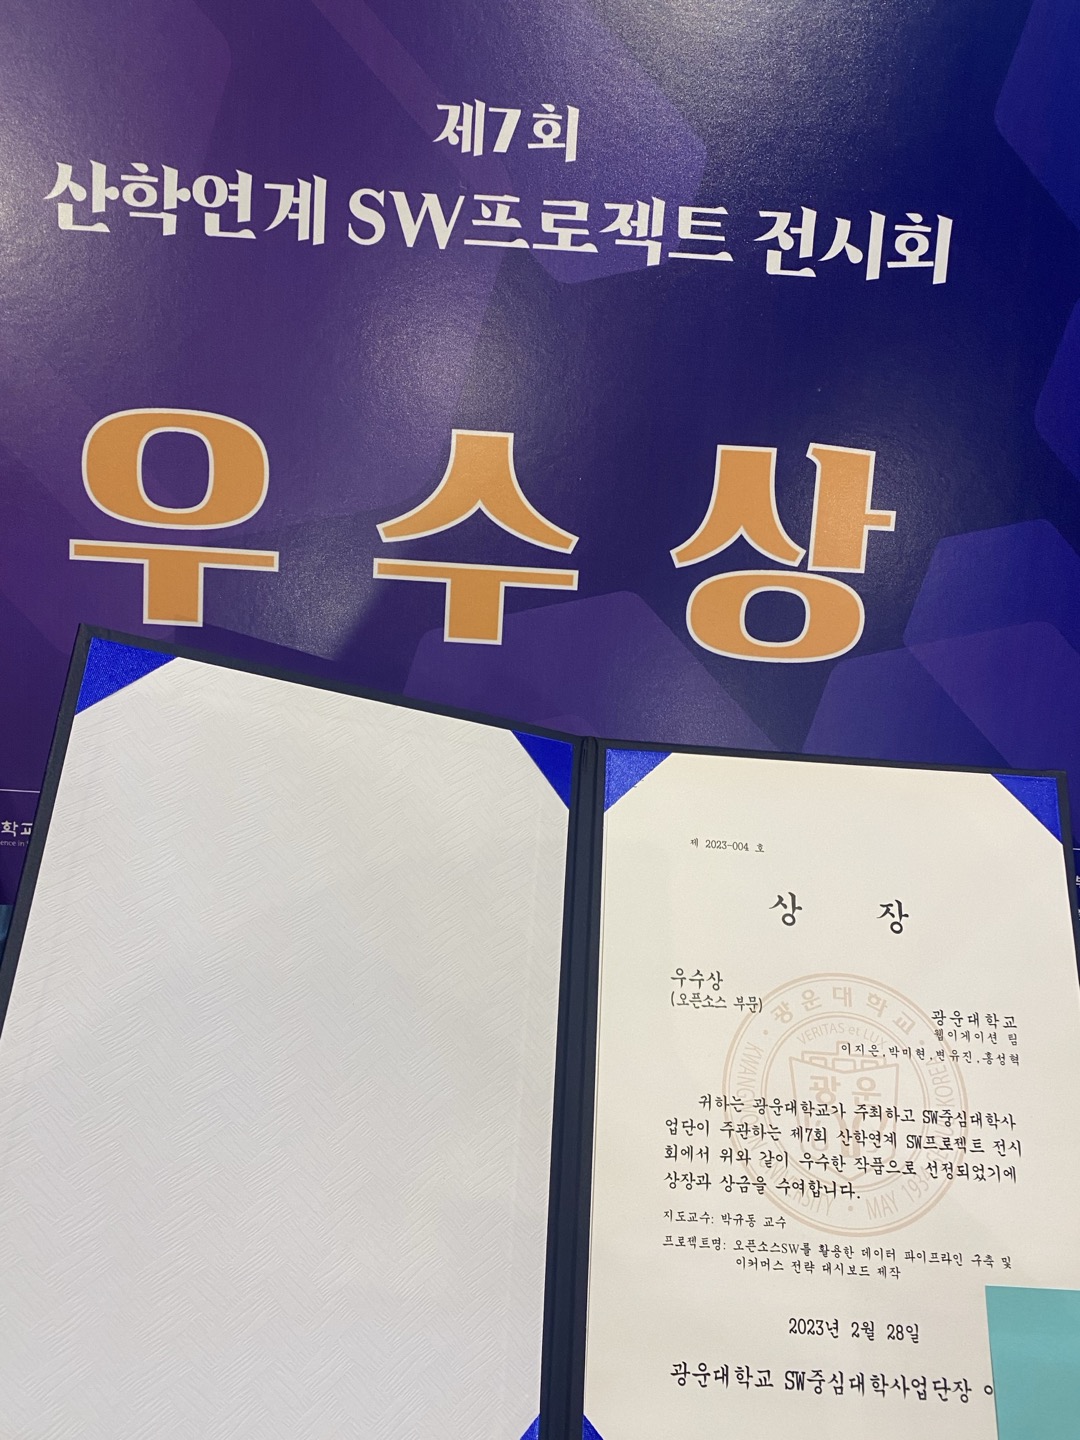 제7회
산학연계 SW프로젝트 전시회
우수상
학교
제 2023-004 호
상 장
우수상
(오픈소스 부문)
광운대학교
웹이게이션 팀
이지은,박미현,변유진,홍성혁
귀하는 광운대학교가 주최하고 SW중심대학사
업단이 주관하는 제7회 산학연계 SW프로젝트 전시
회에서 위와 같이 우수한 작품으로 선정되었기에
상장과 상금을 수여합니다.
지도교수: 박규동 교수
프로젝트명: 오픈소스SW를 활용한 데이터 파이프라인 구축 및
이커머스 전략 대시보드 제작
2023년 2월 28일
광운대학교 SW중심대학사업단장
광운대학교
VERITAS et LUX
광운
MAY 193